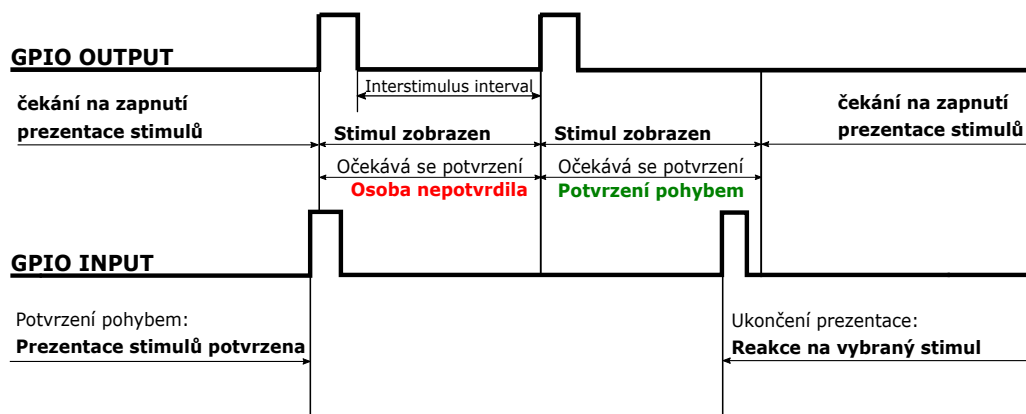 GPIO OUTPUT
Interstimulus interval
čekání na zapnutí
prezentace stimulů
čekání na zapnutí
prezentace stimulů
Stimul zobrazen
Stimul zobrazen
Očekává se potvrzení
Očekává se potvrzení
Osoba nepotvrdila
Potvrzení pohybem
GPIO INPUT
Potvrzení pohybem:
Prezentace stimulů potvrzena
Ukončení prezentace:
Reakce na vybraný stimul